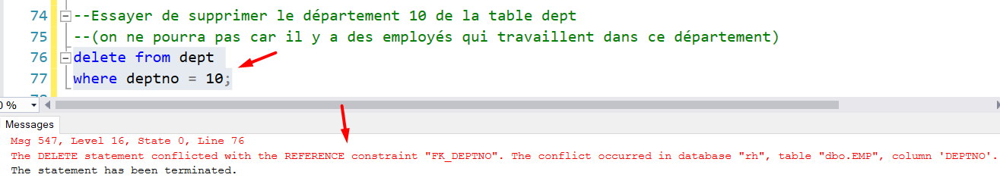 74 --Essayer de supprimer le département 10 de la table dept
75 --(on ne pourra pas car il y a des employés qui travaillent dans ce département)
76 delete from dept
77 where deptno = 10;
0 %
Messages
Msg 547, Level 16, State 0, Line 76
The DELETE statement conflicted with the REFERENCE constraint "FK_DEPTNO". The conflict occurred in database "rh", table "dbo.EMP", column 'DEPTNO'.
The statement has been terminated.